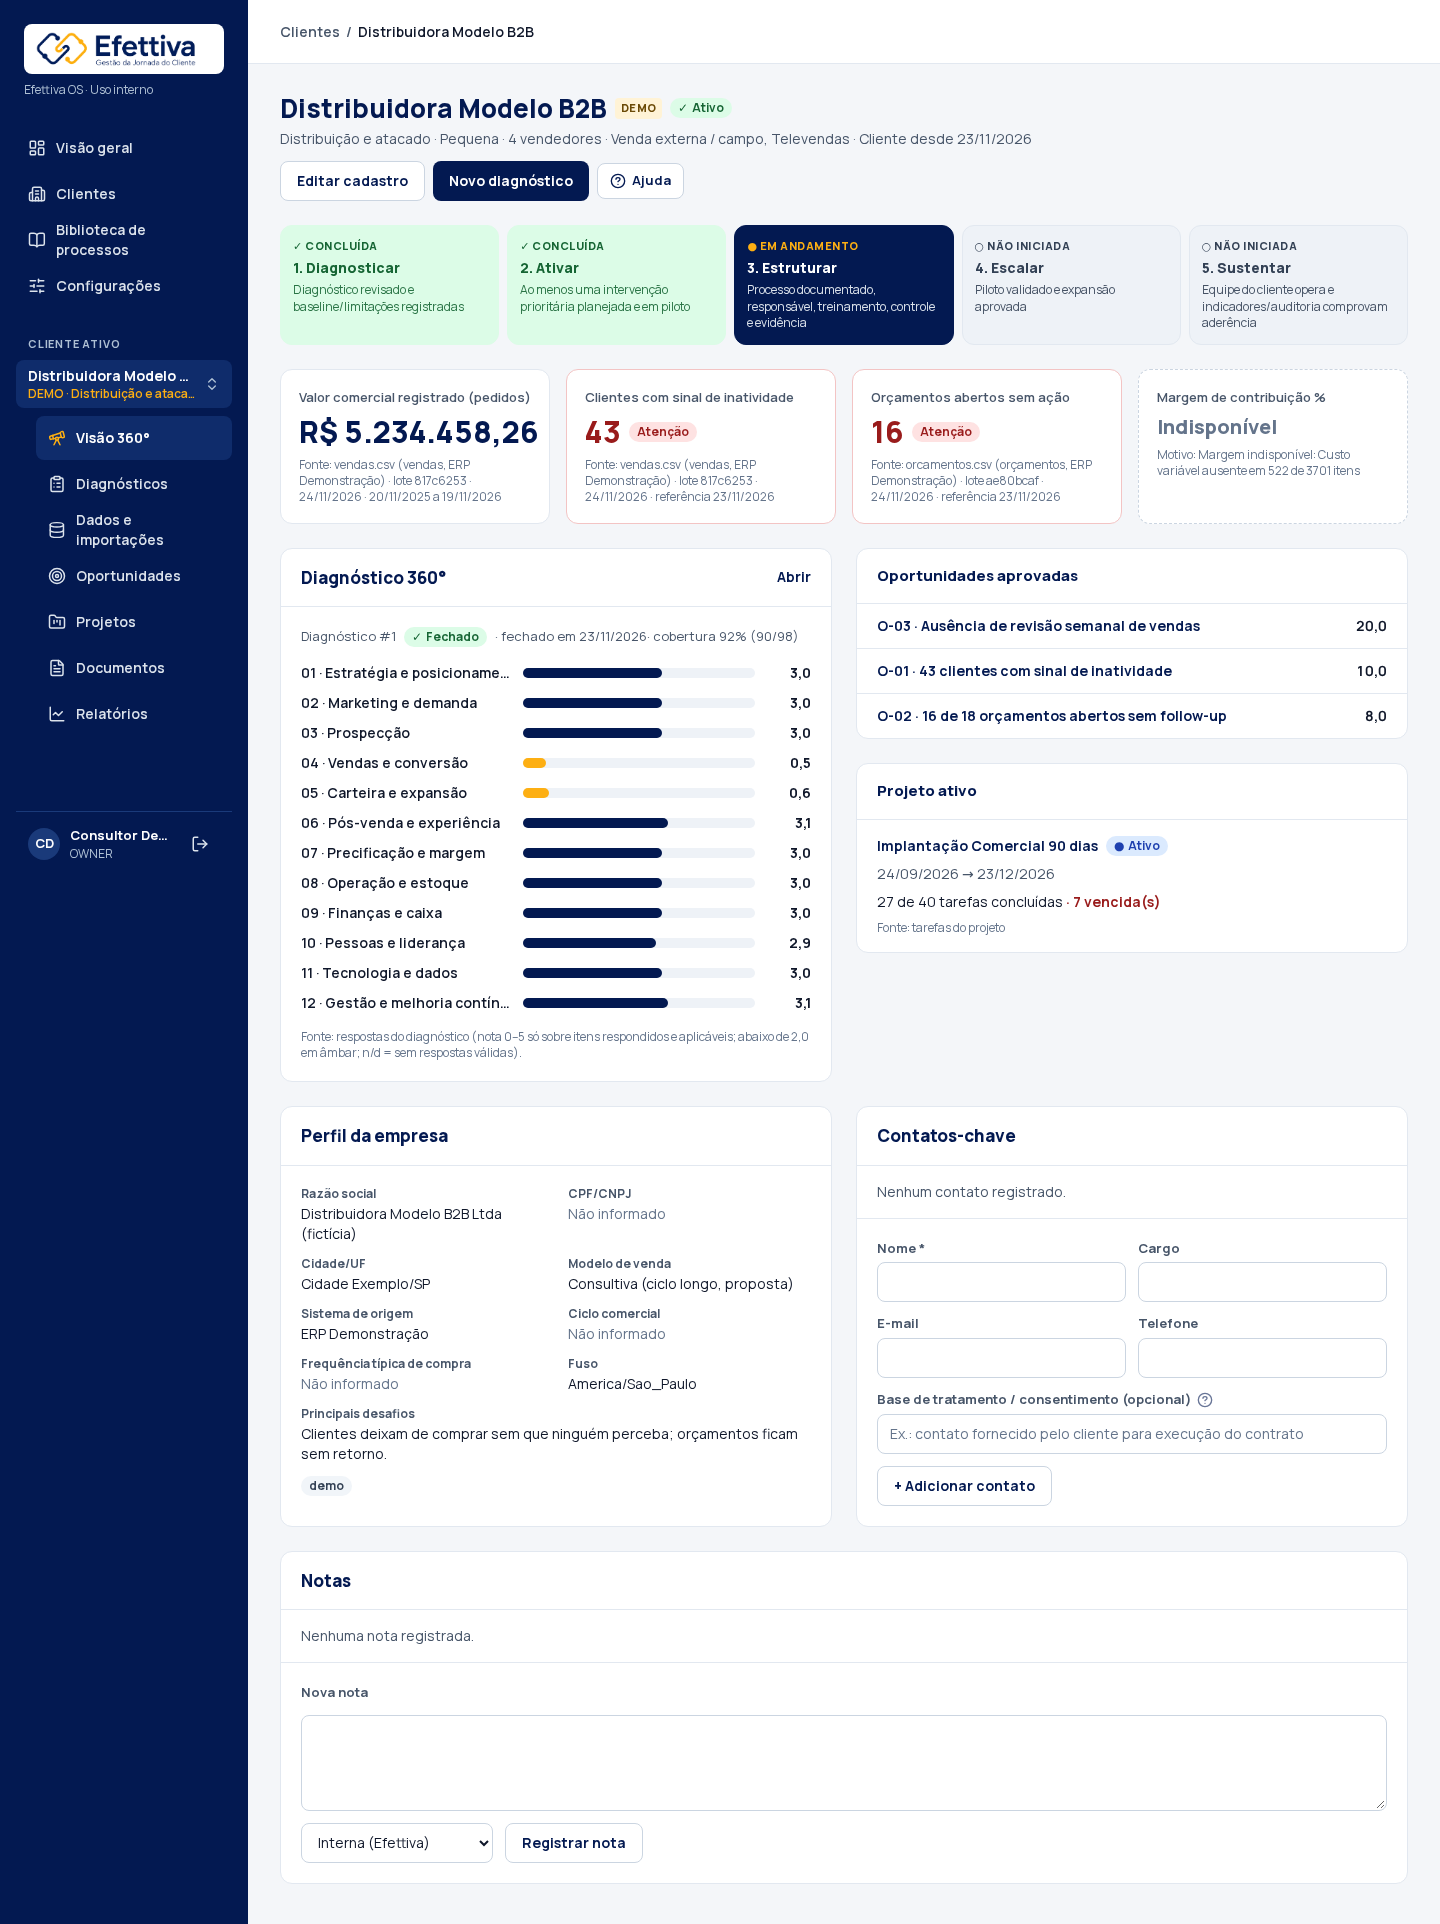 Efettiva
Gestão da Jornada do Cliente
Efettiva OS · Uso interno
Visão geral
Clientes
Biblioteca de
processos
Configurações
CLIENTE ATIVO
Distribuidora Modelo ...
DEMO · Distribuição e ataca...
Visão 360°
Diagnósticos
Dados e
importações
Oportunidades
Projetos
Documentos
Relatórios
CD
Consultor De...
OWNER
Clientes / Distribuidora Modelo B2B
Distribuidora Modelo B2B DEMO ✓ Ativo
Distribuição e atacado · Pequena · 4 vendedores · Venda externa / campo, Televendas · Cliente desde 23/11/2026
Editar cadastro Novo diagnóstico Ajuda
✓ CONCLUÍDA
1. Diagnosticar
Diagnóstico revisado e
baseline/limitações registradas
✓ CONCLUÍDA
2. Ativar
Ao menos uma intervenção
prioritária planejada e em piloto
● EM ANDAMENTO
3. Estruturar
Processo documentado,
responsável, treinamento, controle
e evidência
○ NÃO INICIADA
4. Escalar
Piloto validado e expansão
aprovada
○ NÃO INICIADA
5. Sustentar
Equipe do cliente opera e
indicadores/auditoria comprovam
aderência
Valor comercial registrado (pedidos)
R$ 5.234.458,26
Fonte: vendas.csv (vendas, ERP
Demonstração) · lote 817c6253 ·
24/11/2026 · 20/11/2025 a 19/11/2026
Clientes com sinal de inatividade
43 Atenção
Fonte: vendas.csv (vendas, ERP
Demonstração) · lote 817c6253 ·
24/11/2026 · referência 23/11/2026
Orçamentos abertos sem ação
16 Atenção
Fonte: orcamentos.csv (orçamentos, ERP
Demonstração) · lote ae80bcaf ·
24/11/2026 · referência 23/11/2026
Margem de contribuição %
Indisponível
Motivo: Margem indisponível: Custo
variável ausente em 522 de 3701 itens
Diagnóstico 360° Abrir
Diagnóstico #1 ✓ Fechado · fechado em 23/11/2026· cobertura 92% (90/98)
01 · Estratégia e posicioname... 3,0
02 · Marketing e demanda 3,0
03 · Prospecção 3,0
04 · Vendas e conversão 0,5
05 · Carteira e expansão 0,6
06 · Pós-venda e experiência 3,1
07 · Precificação e margem 3,0
08 · Operação e estoque 3,0
09 · Finanças e caixa 3,0
10 · Pessoas e liderança 2,9
11 · Tecnologia e dados 3,0
12 · Gestão e melhoria contín... 3,1
Fonte: respostas do diagnóstico (nota 0–5 só sobre itens respondidos e aplicáveis; abaixo de 2,0
em âmbar; n/d = sem respostas válidas).
Oportunidades aprovadas
O-03 · Ausência de revisão semanal de vendas 20,0
O-01 · 43 clientes com sinal de inatividade 10,0
O-02 · 16 de 18 orçamentos abertos sem follow-up 8,0
Projeto ativo
Implantação Comercial 90 dias ● Ativo
24/09/2026 → 23/12/2026
27 de 40 tarefas concluídas · 7 vencida(s)
Fonte: tarefas do projeto
Perfil da empresa
Razão social
Distribuidora Modelo B2B Ltda
(fictícia)
CPF/CNPJ
Não informado
Cidade/UF
Cidade Exemplo/SP
Modelo de venda
Consultiva (ciclo longo, proposta)
Sistema de origem
ERP Demonstração
Ciclo comercial
Não informado
Frequência típica de compra
Não informado
Fuso
America/Sao_Paulo
Principais desafios
Clientes deixam de comprar sem que ninguém perceba; orçamentos ficam
sem retorno.
demo
Contatos-chave
Nenhum contato registrado.
Nome * Cargo
E-mail Telefone
Base de tratamento / consentimento (opcional)
Ex.: contato fornecido pelo cliente para execução do contrato
+ Adicionar contato
Notas
Nenhuma nota registrada.
Nova nota
Interna (Efettiva) Registrar nota